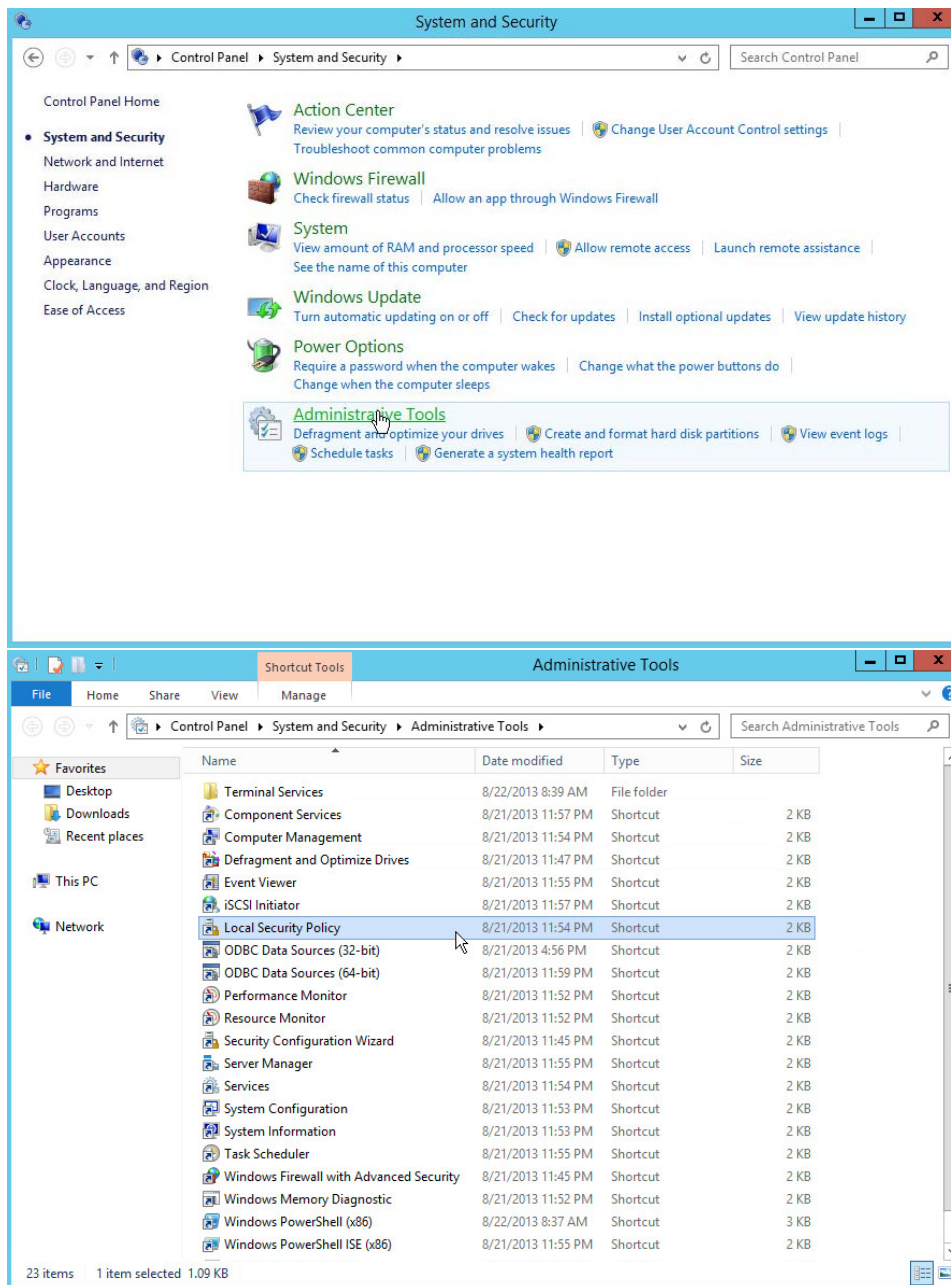 System and Security
Control Panel System and Security
Search Control Panel
Control Panel Home
System and Security
Network and Internet
Hardware
Programs
User Accounts
Appearance
Clock, Language, and Region
Ease of Access
Action Center
Review your computer's status and resolve issues Change User Account Control settings
Troubleshoot common computer problems
Windows Firewall
Check firewall status Allow an app through Windows Firewall
System
View amount of RAM and processor speed Allow remote access Launch remote assistance
See the name of this computer
Windows Update
Turn automatic updating on or off Check for updates Install optional updates View update history
Power Options
Require a password when the computer wakes Change what the power buttons do
Change when the computer sleeps
Administrative Tools
Defragment and optimize your drives Create and format hard disk partitions View event logs
Schedule tasks Generate a system health report
Shortcut Tools Administrative Tools
File Home Share View Manage
Control Panel System and Security Administrative Tools
Search Administrative Tools
Favorites
Desktop
Downloads
Recent places
This PC
Network
Name Date modified Type Size
Terminal Services 8/22/2013 8:39 AM File folder
Component Services 8/21/2013 11:57 PM Shortcut 2 KB
Computer Management 8/21/2013 11:54 PM Shortcut 2 KB
Defragment and Optimize Drives 8/21/2013 11:47 PM Shortcut 2 KB
Event Viewer 8/21/2013 11:55 PM Shortcut 2 KB
iSCSI Initiator 8/21/2013 11:57 PM Shortcut 2 KB
Local Security Policy 8/21/2013 11:54 PM Shortcut 2 KB
ODBC Data Sources (32-bit) 8/21/2013 4:56 PM Shortcut 2 KB
ODBC Data Sources (64-bit) 8/21/2013 11:59 PM Shortcut 2 KB
Performance Monitor 8/21/2013 11:52 PM Shortcut 2 KB
Resource Monitor 8/21/2013 11:52 PM Shortcut 2 KB
Security Configuration Wizard 8/21/2013 11:45 PM Shortcut 2 KB
Server Manager 8/21/2013 11:55 PM Shortcut 2 KB
Services 8/21/2013 11:54 PM Shortcut 2 KB
System Configuration 8/21/2013 11:53 PM Shortcut 2 KB
System Information 8/21/2013 11:53 PM Shortcut 2 KB
Task Scheduler 8/21/2013 11:55 PM Shortcut 2 KB
Windows Firewall with Advanced Security 8/21/2013 11:45 PM Shortcut 2 KB
Windows Memory Diagnostic 8/21/2013 11:52 PM Shortcut 2 KB
Windows PowerShell (x86) 8/22/2013 8:37 AM Shortcut 3 KB
Windows PowerShell ISE (x86) 8/21/2013 11:55 PM Shortcut 2 KB
23 items 1 item selected 1.09 KB